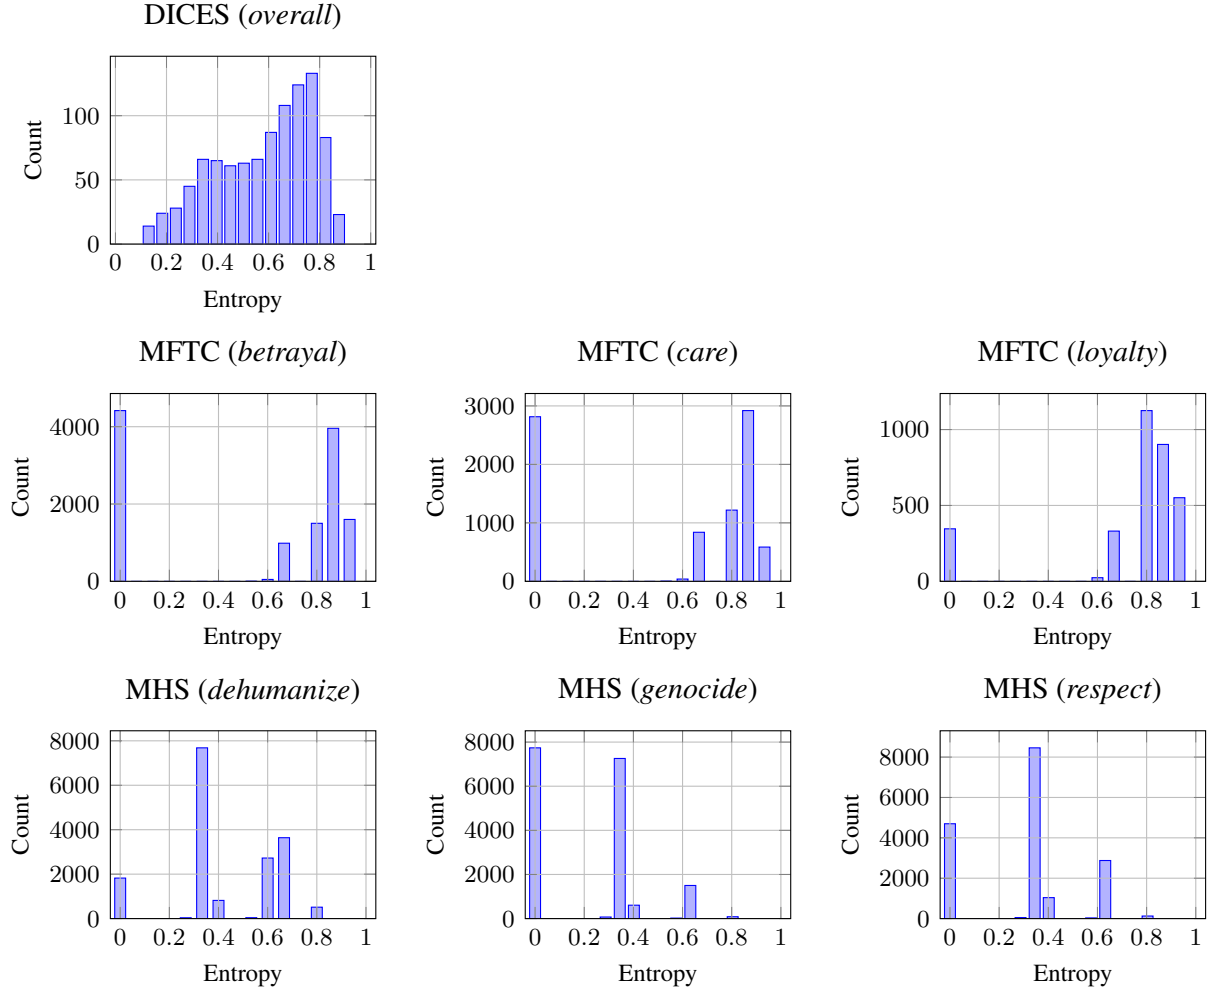 DICES (overall)
100
50
0
Count
0 0.2 0.4 0.6 0.8 1
Entropy
MFTC (betrayal)
4000
2000
0
Count
0 0.2 0.4 0.6 0.8 1
Entropy
MFTC (care)
3000
2000
1000
0
Count
0 0.2 0.4 0.6 0.8 1
Entropy
MFTC (loyalty)
1000
500
0
Count
0 0.2 0.4 0.6 0.8 1
Entropy
MHS (dehumanize)
8000
6000
4000
2000
0
Count
0 0.2 0.4 0.6 0.8 1
Entropy
MHS (genocide)
8000
6000
4000
2000
0
Count
0 0.2 0.4 0.6 0.8 1
Entropy
MHS (respect)
8000
6000
4000
2000
0
Count
0 0.2 0.4 0.6 0.8 1
Entropy